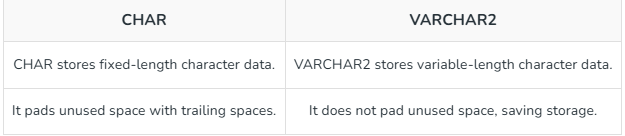 CHAR
VARCHAR2
CHAR stores fixed-length character data.
VARCHAR2 stores variable-length character data.
It pads unused space with trailing spaces.
It does not pad unused space, saving storage.